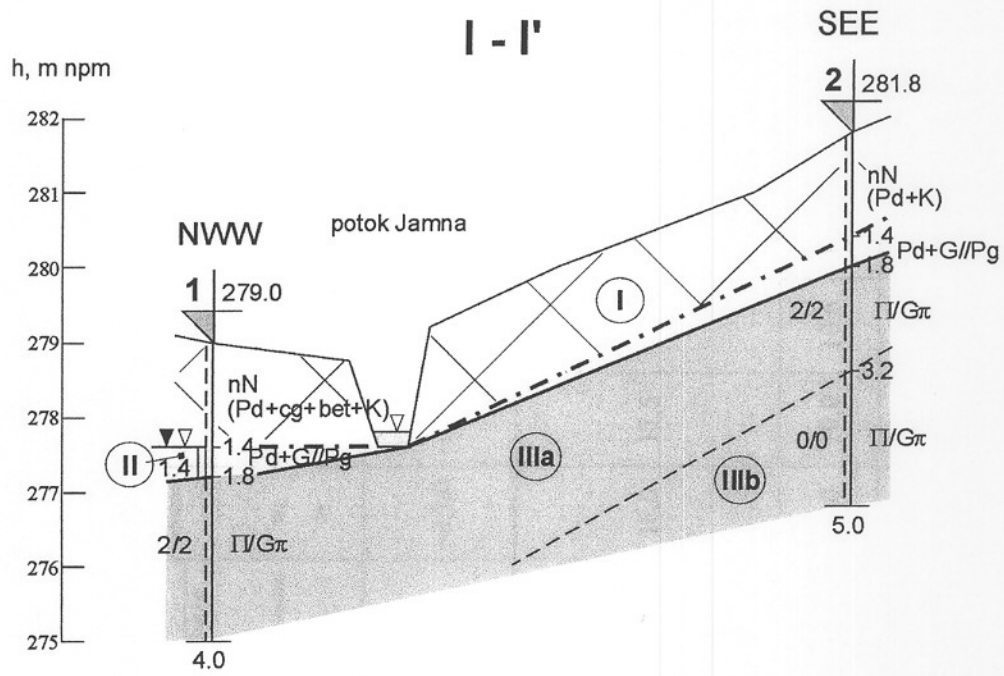 I - I'
SEE
h, m npm
2
281.8
282
nN
(Pd+K)
281
potok Jamna
NWW
1.4
Pd+G//Pg
280
1.8
1
279.0
I
2/2
Π/Gπ
279
3.2
nN
(Pd+cg+bet+K)
278
1.4
Pd+G//Pg
0/0
Π/Gπ
II
1.4
IIIa
1.8
IIIb
277
5.0
2/2
Π/Gπ
276
275
4.0